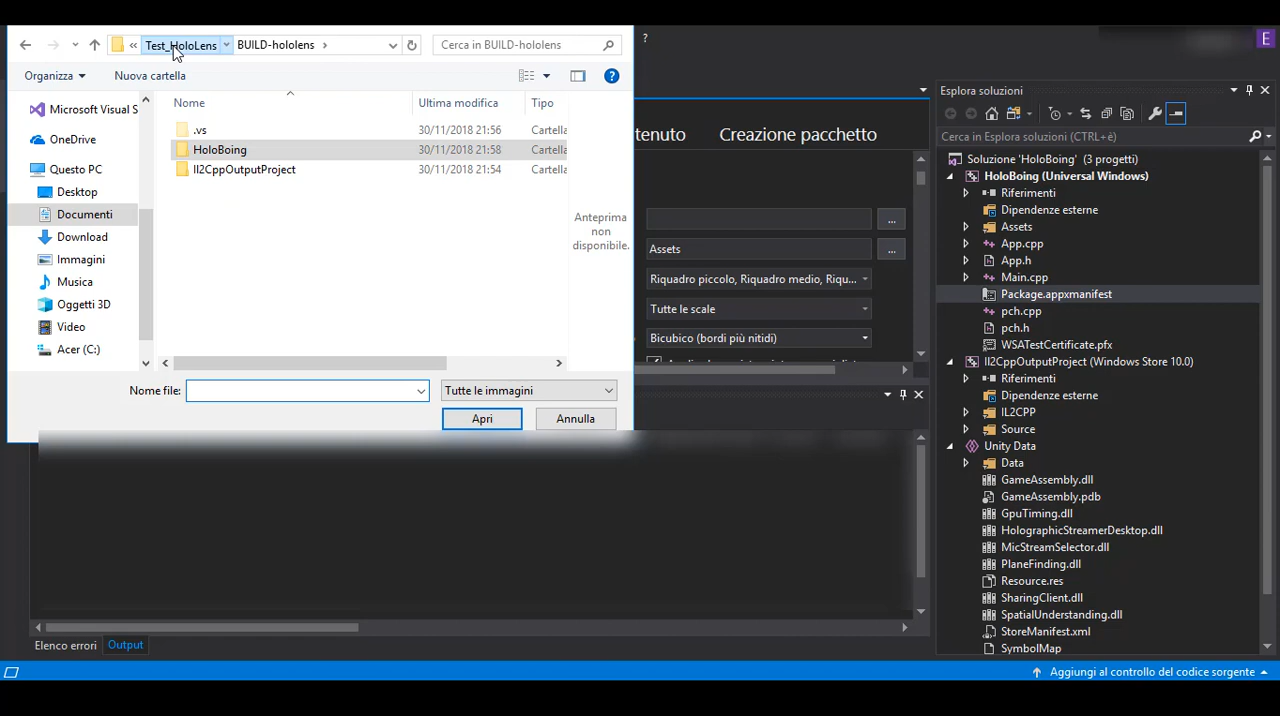 « Test_HoloLens BUILD-hololens
Cerca in BUILD-hololens
?
E
Organizza
Nuova cartella
?
Nome
Ultima modifica
Tipo
Microsoft Visual S
OneDrive
Questo PC
Desktop
Documenti
Download
Immagini
Musica
Oggetti 3D
Video
Acer (C:)
.vs 30/11/2018 21:56 Cartella
HoloBoing 30/11/2018 21:58 Cartella
Il2CppOutputProject 30/11/2018 21:54 Cartella
Anteprima
non
disponibile.
Nome file:
Tutte le immagini
Apri
Annulla
tenuto
Creazione pacchetto
...
Assets
...
Riquadro piccolo, Riquadro medio, Riqu...
Tutte le scale
Bicubico (bordi più nitidi)
Elenco errori
Output
Esplora soluzioni
Cerca in Esplora soluzioni (CTRL+è)
Soluzione 'HoloBoing' (3 progetti)
HoloBoing (Universal Windows)
Riferimenti
Dipendenze esterne
Assets
App.cpp
App.h
Main.cpp
Package.appxmanifest
pch.cpp
pch.h
WSATestCertificate.pfx
Il2CppOutputProject (Windows Store 10.0)
Riferimenti
Dipendenze esterne
IL2CPP
Source
Unity Data
Data
GameAssembly.dll
GameAssembly.pdb
GpuTiming.dll
HolographicStreamerDesktop.dll
MicStreamSelector.dll
PlaneFinding.dll
Resource.res
SharingClient.dll
SpatialUnderstanding.dll
StoreManifest.xml
SymbolMap
Aggiungi al controllo del codice sorgente